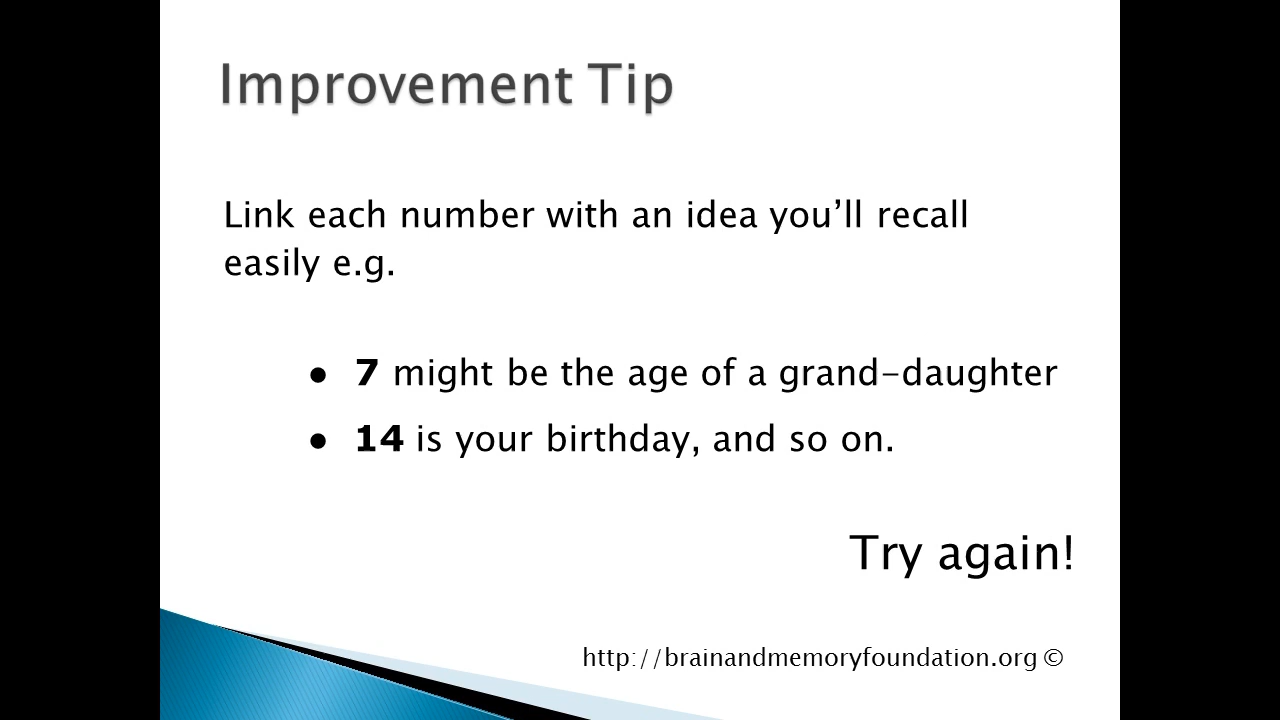 Improvement Tip
Link each number with an idea you’ll recall
easily e.g.
● 7 might be the age of a grand-daughter
● 14 is your birthday, and so on.
Try again!
http://brainandmemoryfoundation.org ©